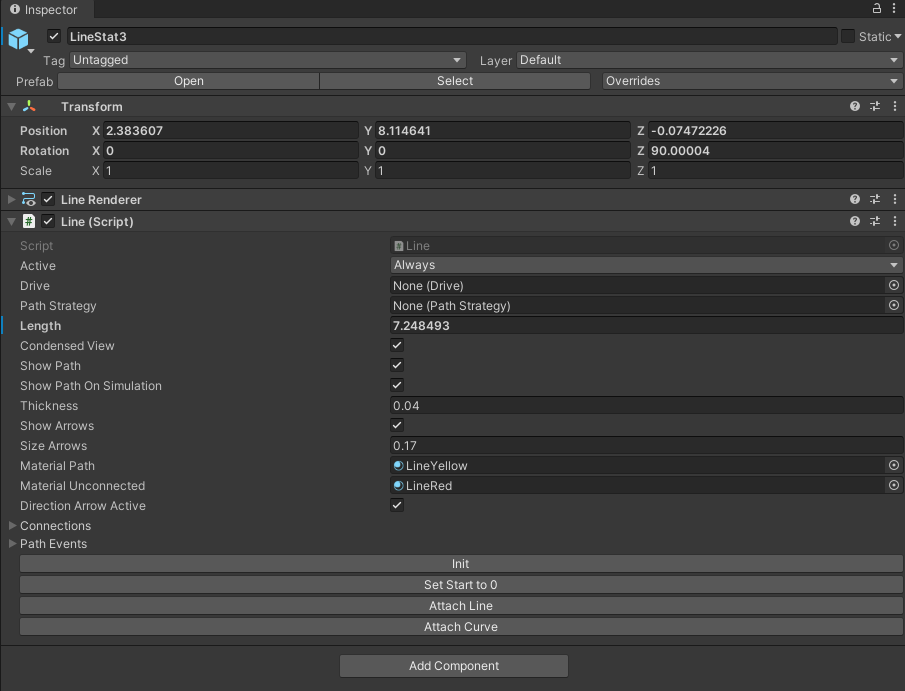 Inspector
LineStat3 Static
Tag Untagged Layer Default
Prefab Open Select Overrides
Transform
Position X 2.383607 Y 8.114641 Z -0.07472226
Rotation X 0 Y 0 Z 90.00004
Scale X 1 Y 1 Z 1
Line Renderer
# Line (Script)
Script # Line
Active Always
Drive None (Drive)
Path Strategy None (Path Strategy)
Length 7.248493
Condensed View
Show Path
Show Path On Simulation
Thickness 0.04
Show Arrows
Size Arrows 0.17
Material Path LineYellow
Material Unconnected LineRed
Direction Arrow Active
Connections
Path Events
Init
Set Start to 0
Attach Line
Attach Curve
Add Component